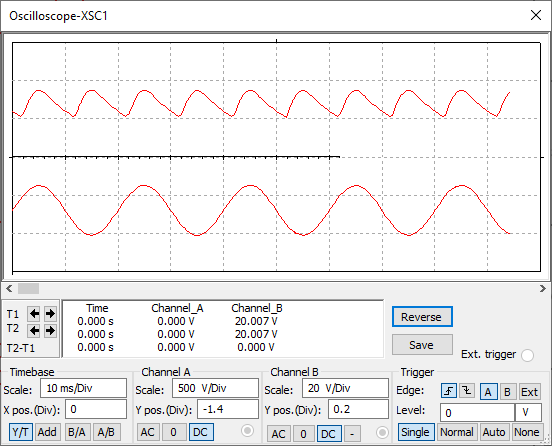 Oscilloscope-XSC1
T1
T2
T2-T1
Time Channel_A Channel_B
0.000 s 0.000 V 20.007 V
0.000 s 0.000 V 20.007 V
0.000 s 0.000 V 0.000 V
Reverse
Save
Ext. trigger
Timebase
Scale: 10 ms/Div
X pos.(Div): 0
Y/T Add B/A A/B
Channel A
Scale: 500 V/Div
Y pos.(Div): -1.4
AC 0 DC
Channel B
Scale: 20 V/Div
Y pos.(Div): 0.2
AC 0 DC -
Trigger
Edge: A B Ext
Level: 0 V
Single Normal Auto None